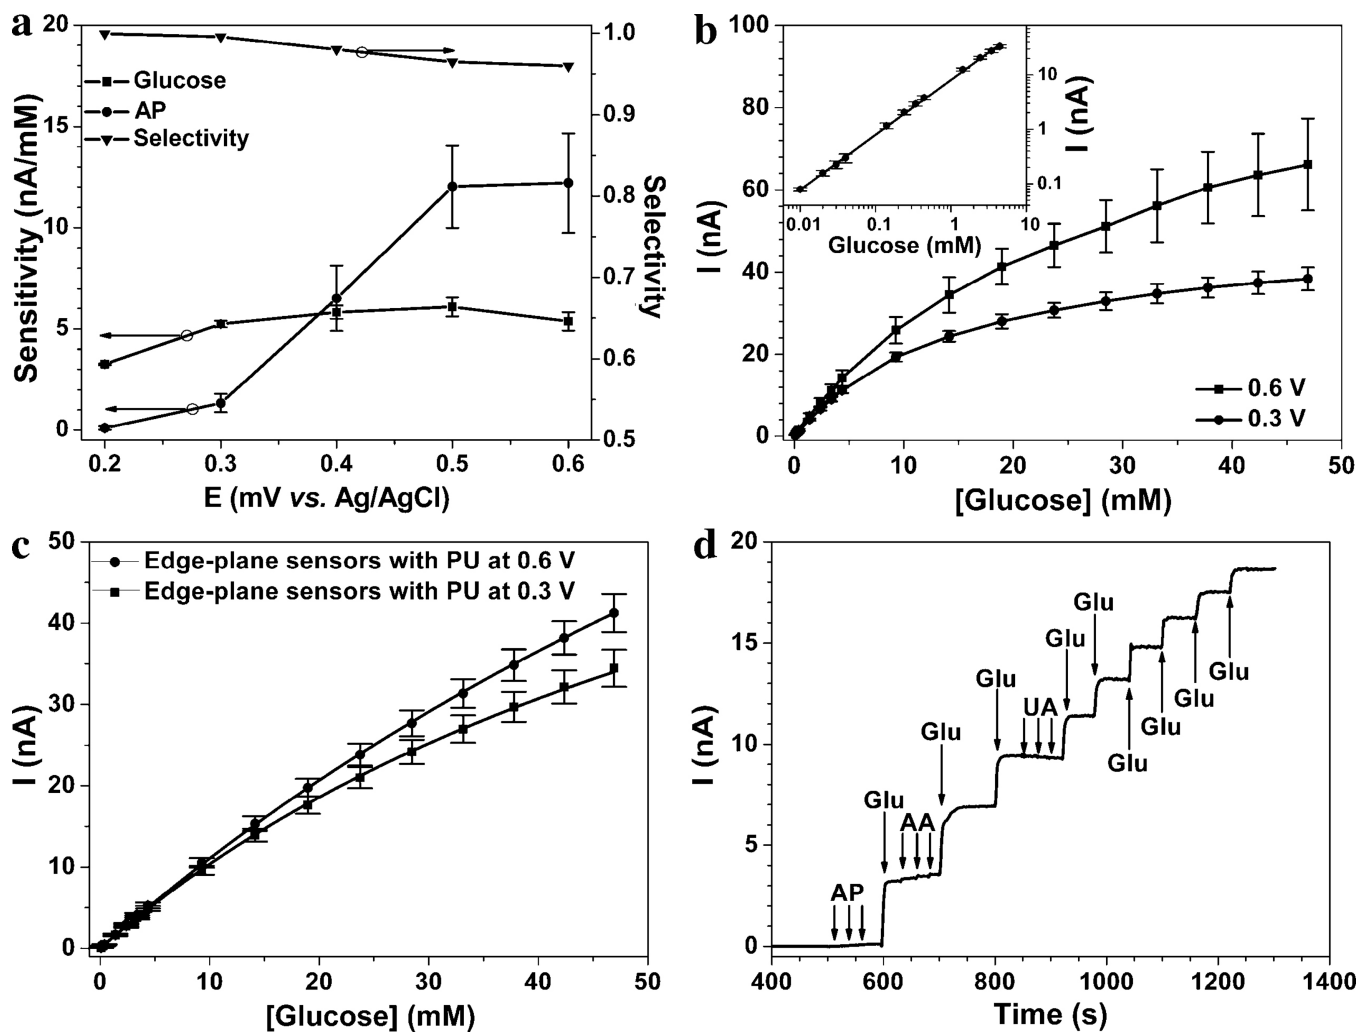 a
20
15
10
5
0
Sensitivity (nA/mM)
Glucose
AP
Selectivity
1.0
0.9
0.8
0.7
0.6
0.5
Selectivity
0.2 0.3 0.4 0.5 0.6
E (mV vs. Ag/AgCl)
b
100
80
60
40
20
0
I (nA)
10
1
0.1
I (nA)
0.01 0.1 1 10
Glucose (mM)
0.6 V
0.3 V
0 10 20 30 40 50
[Glucose] (mM)
c
50
40
30
20
10
0
I (nA)
Edge-plane sensors with PU at 0.6 V
Edge-plane sensors with PU at 0.3 V
0 10 20 30 40 50
[Glucose] (mM)
d
20
15
10
5
0
I (nA)
AP
Glu
AA
Glu
Glu
UA
Glu
Glu
Glu
Glu
Glu
Glu
400 600 800 1000 1200 1400
Time (s)